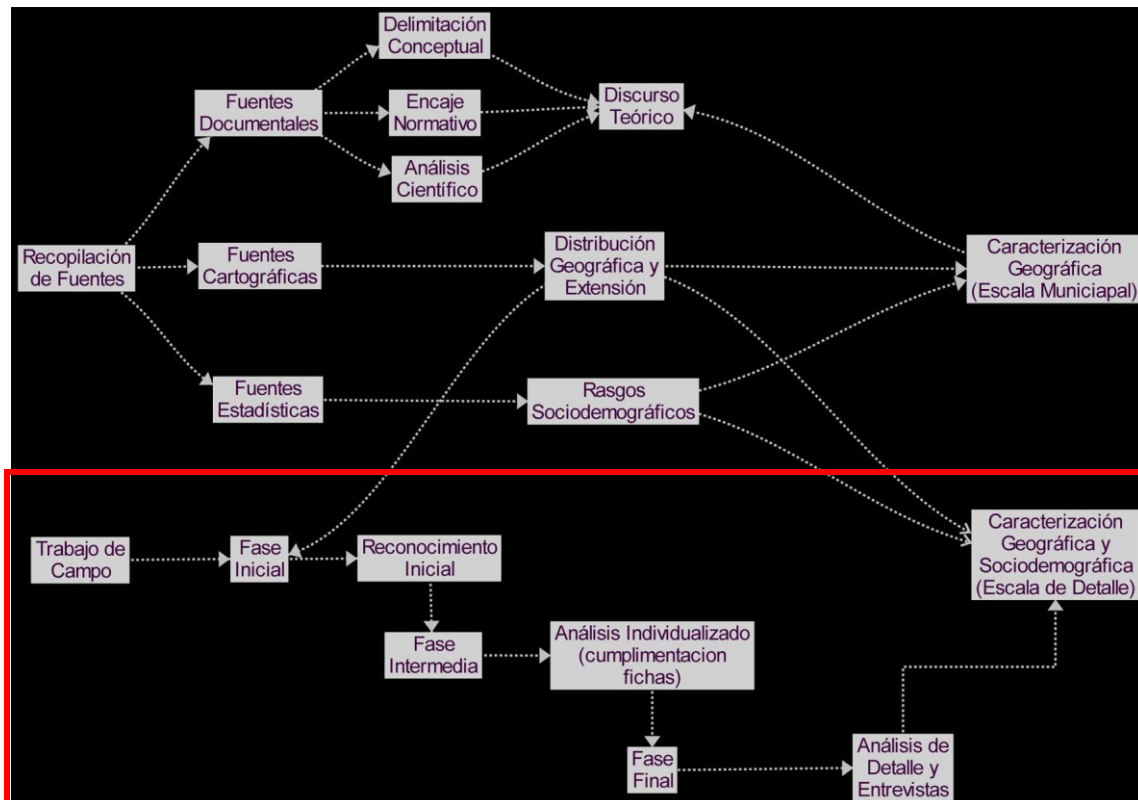 Delimitación
Conceptual
Fuentes
Documentales
Encaje
Normativo
Discurso
Teórico
Análisis
Científico
Recopilación
de Fuentes
Fuentes
Cartográficas
Distribución
Geográfica y
Extensión
Caracterización
Geográfica
(Escala Municiapal)
Fuentes
Estadísticas
Rasgos
Sociodemográficos
Trabajo de
Campo
Fase
Inicial
Reconocimiento
Inicial
Caracterización
Geográfica y
Sociodemográfica
(Escala de Detalle)
Fase
Intermedia
Análisis Individualizado
(cumplimentacion
fichas)
Fase
Final
Análisis de
Detalle y
Entrevistas